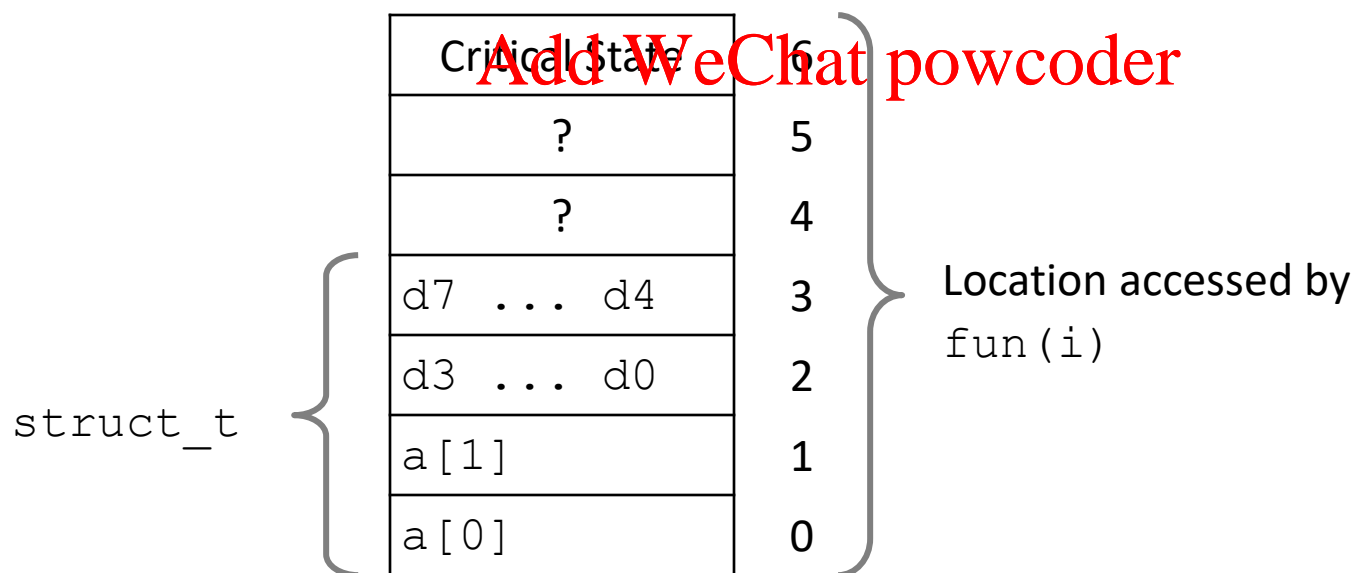 Critical State 6
Add WeChat powcoder
? 5
? 4
d7 ... d4 3
d3 ... d0 2
a[1] 1
a[0] 0
struct_t
Location accessed by
fun(i)